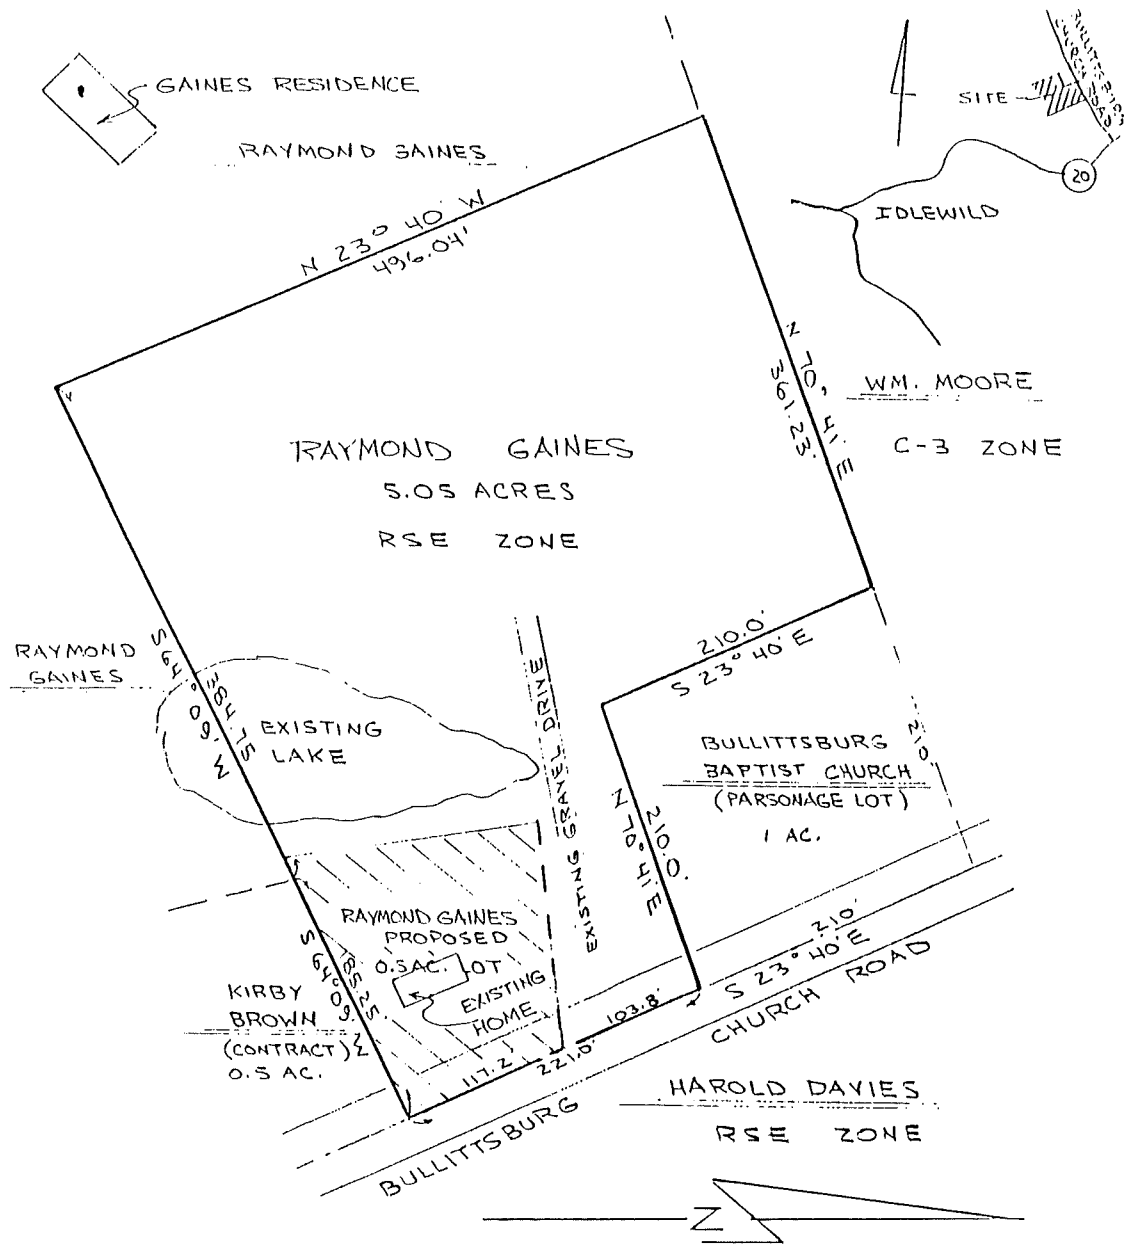 GAINES RESIDENCE
RAYMOND GAINES
BULLITTSBURG
CHURCH ROAD
SITE
20
IDLEWILD
N 23° 40' W
496.04'
N 70° 41' E
361.23'
WM. MOORE
C-3 ZONE
RAYMOND GAINES
5.05 ACRES
RSE ZONE
RAYMOND
GAINES
S 64° 06' W
384.75
EXISTING
LAKE
EXISTING GRAVEL DRIVE
210.0'
S 23° 40' E
N 70° 41' E
210.0'
BULLITTSBURG
BAPTIST CHURCH
(PARSONAGE LOT)
1 AC.
210'
RAYMOND GAINES
PROPOSED
0.5 AC. LOT
EXISTING
HOME
S 64° 09' W
185.25
KIRBY
BROWN
(CONTRACT)
0.5 AC.
117.2'
221.0'
103.8'
210'
S 23° 40' E
BULLITTSBURG CHURCH ROAD
HAROLD DAVIES
RSE ZONE
N